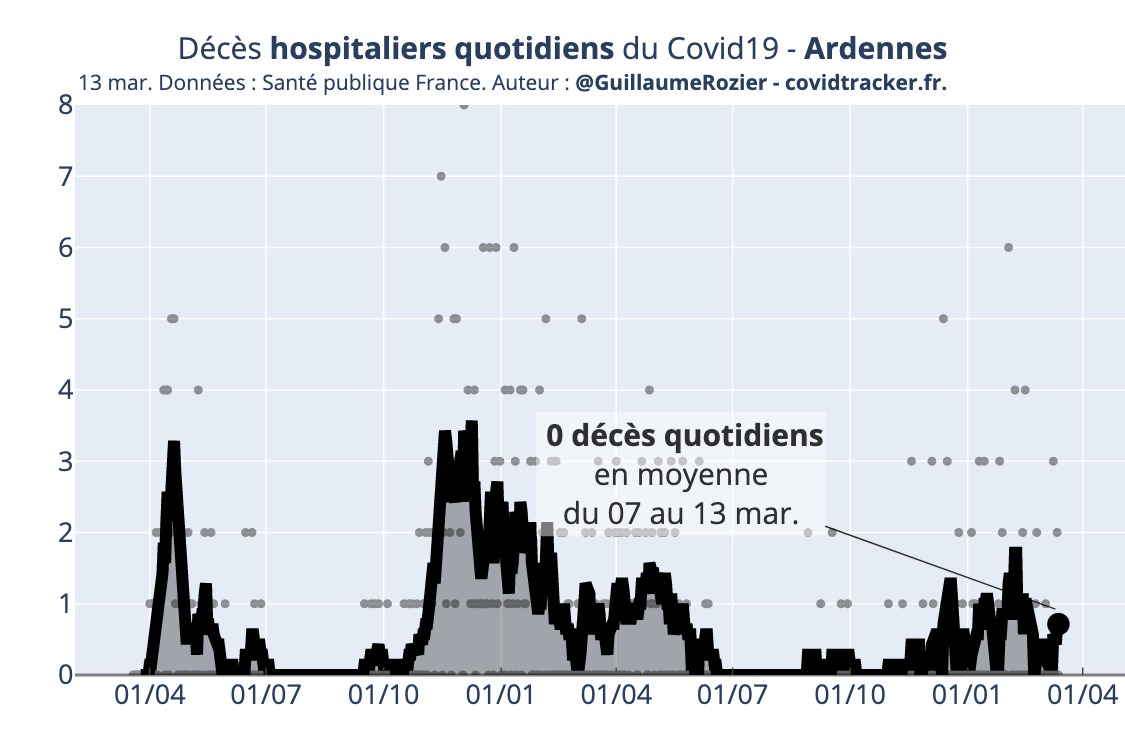 Décès hospitaliers quotidiens du Covid19 - Ardennes
13 mar. Données : Santé publique France. Auteur : @GuillaumeRozier - covidtracker.fr.
8
7
6
5
4
3
2
1
0
0 décès quotidiens
en moyenne
du 07 au 13 mar.
01/04 01/07 01/10 01/01 01/04 01/07 01/10 01/01 01/04